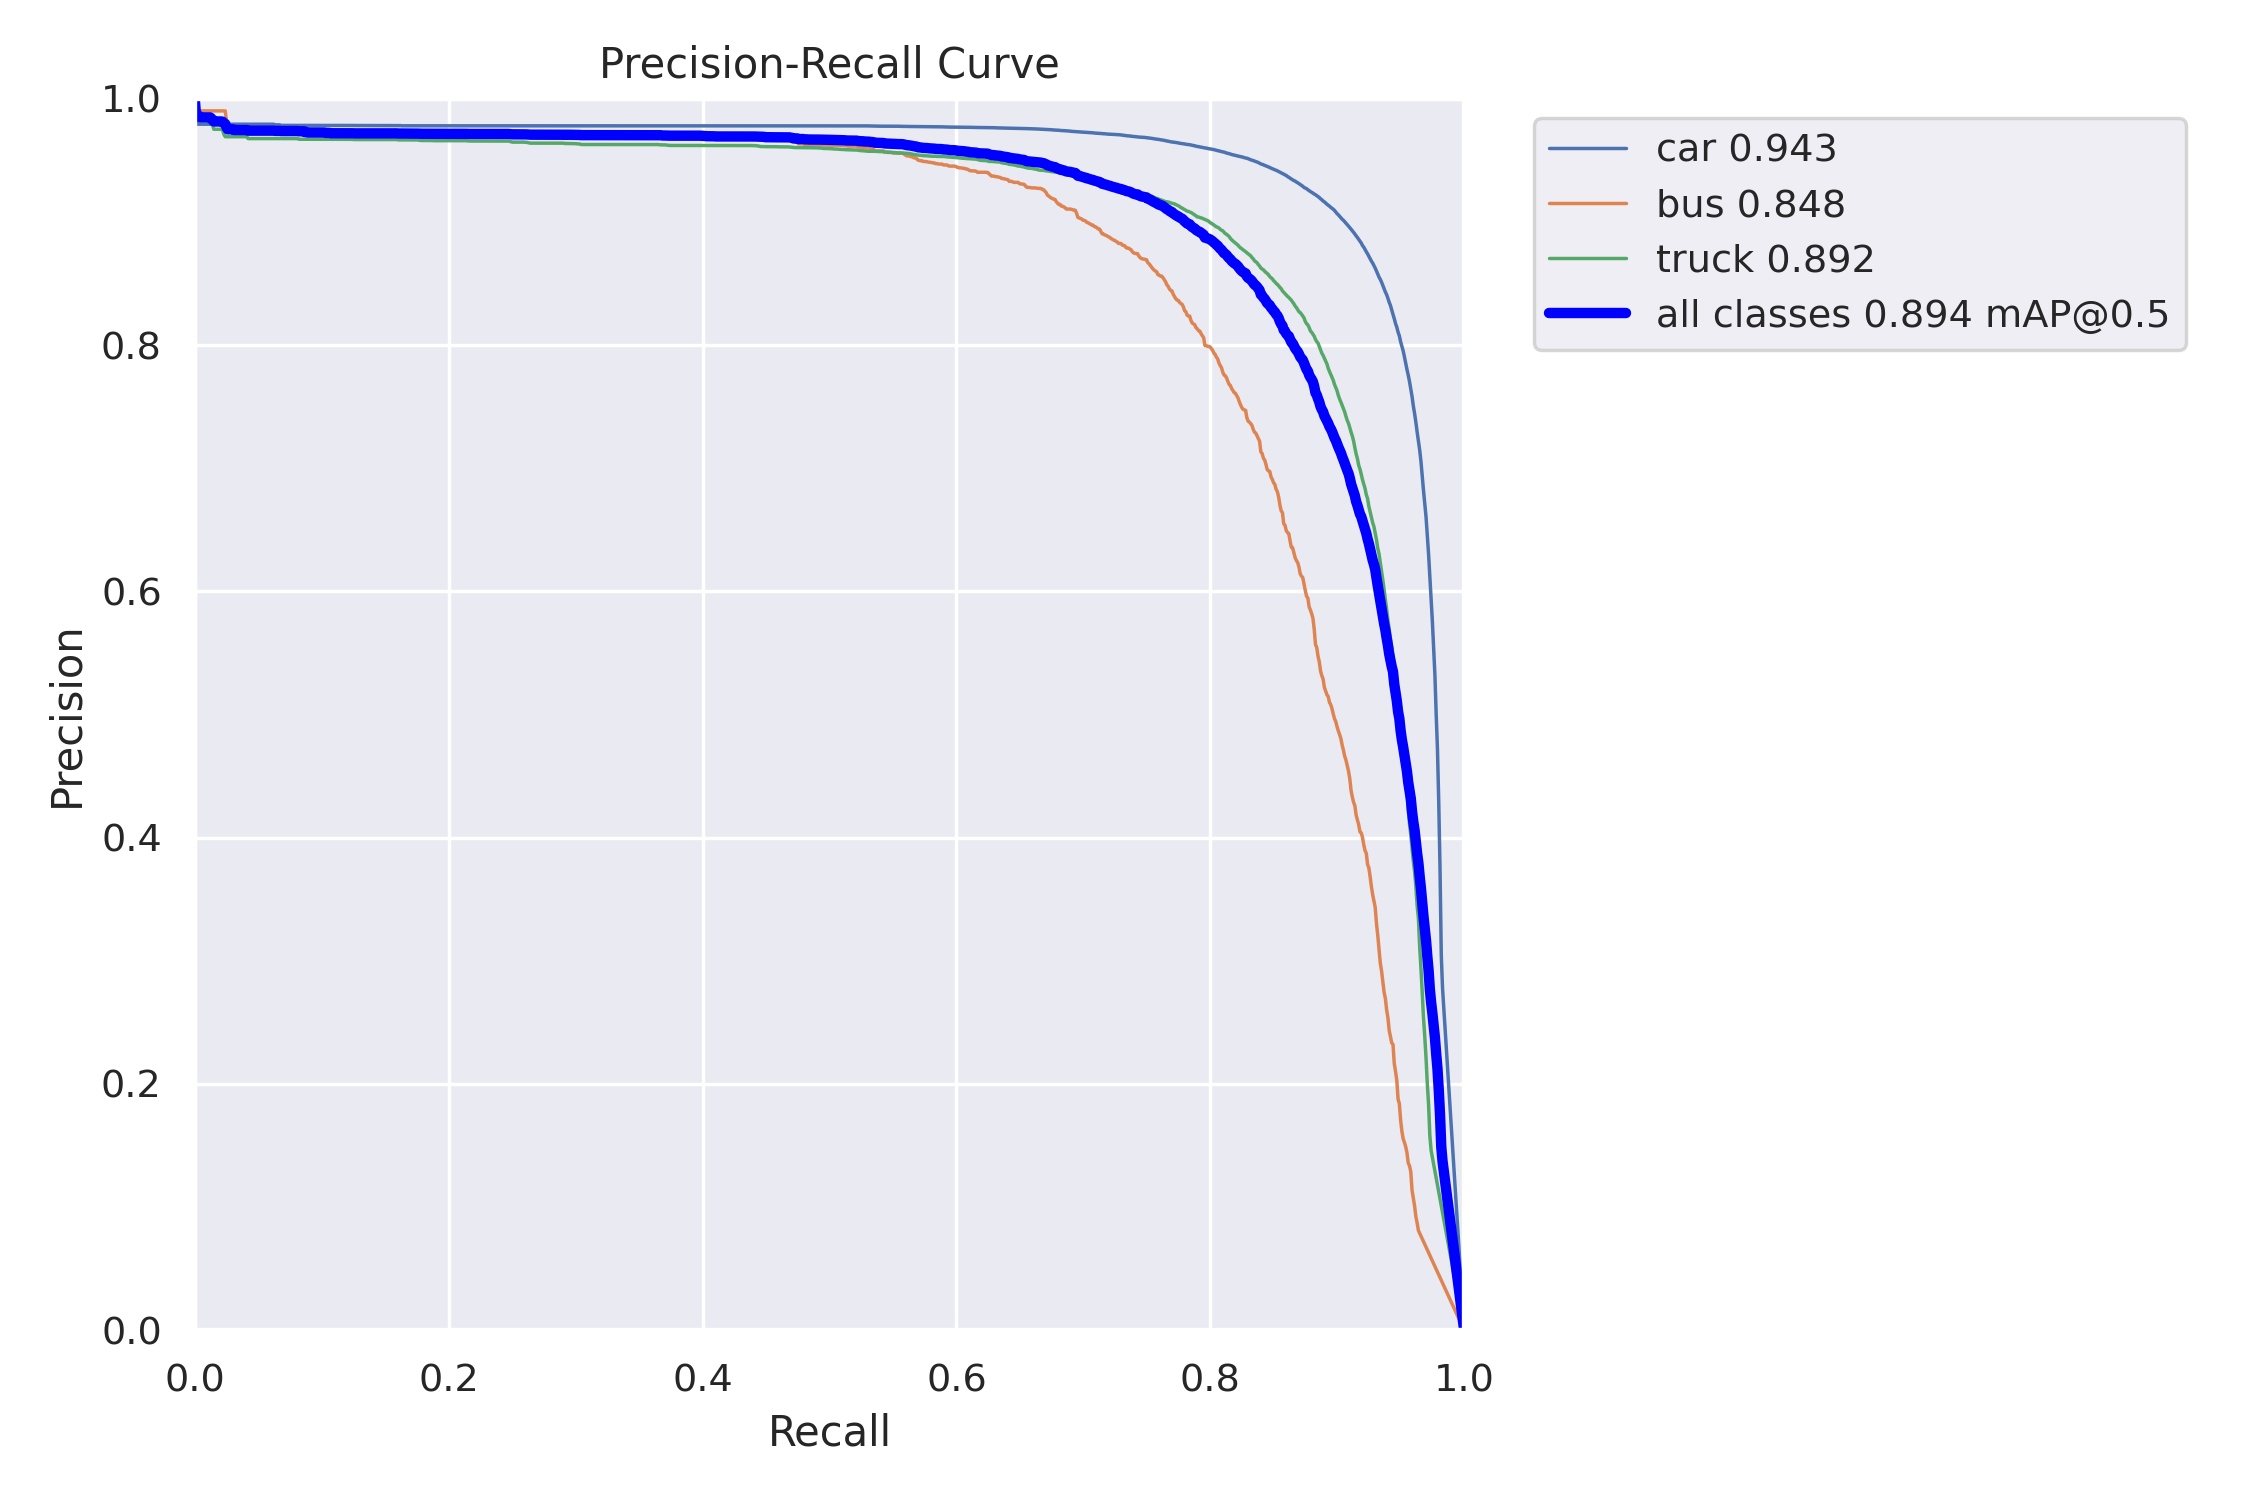 Precision-Recall Curve
1.0
0.8
0.6
0.4
0.2
0.0
Precision
0.0 0.2 0.4 0.6 0.8 1.0
Recall
car 0.943
bus 0.848
truck 0.892
all classes 0.894 mAP@0.5